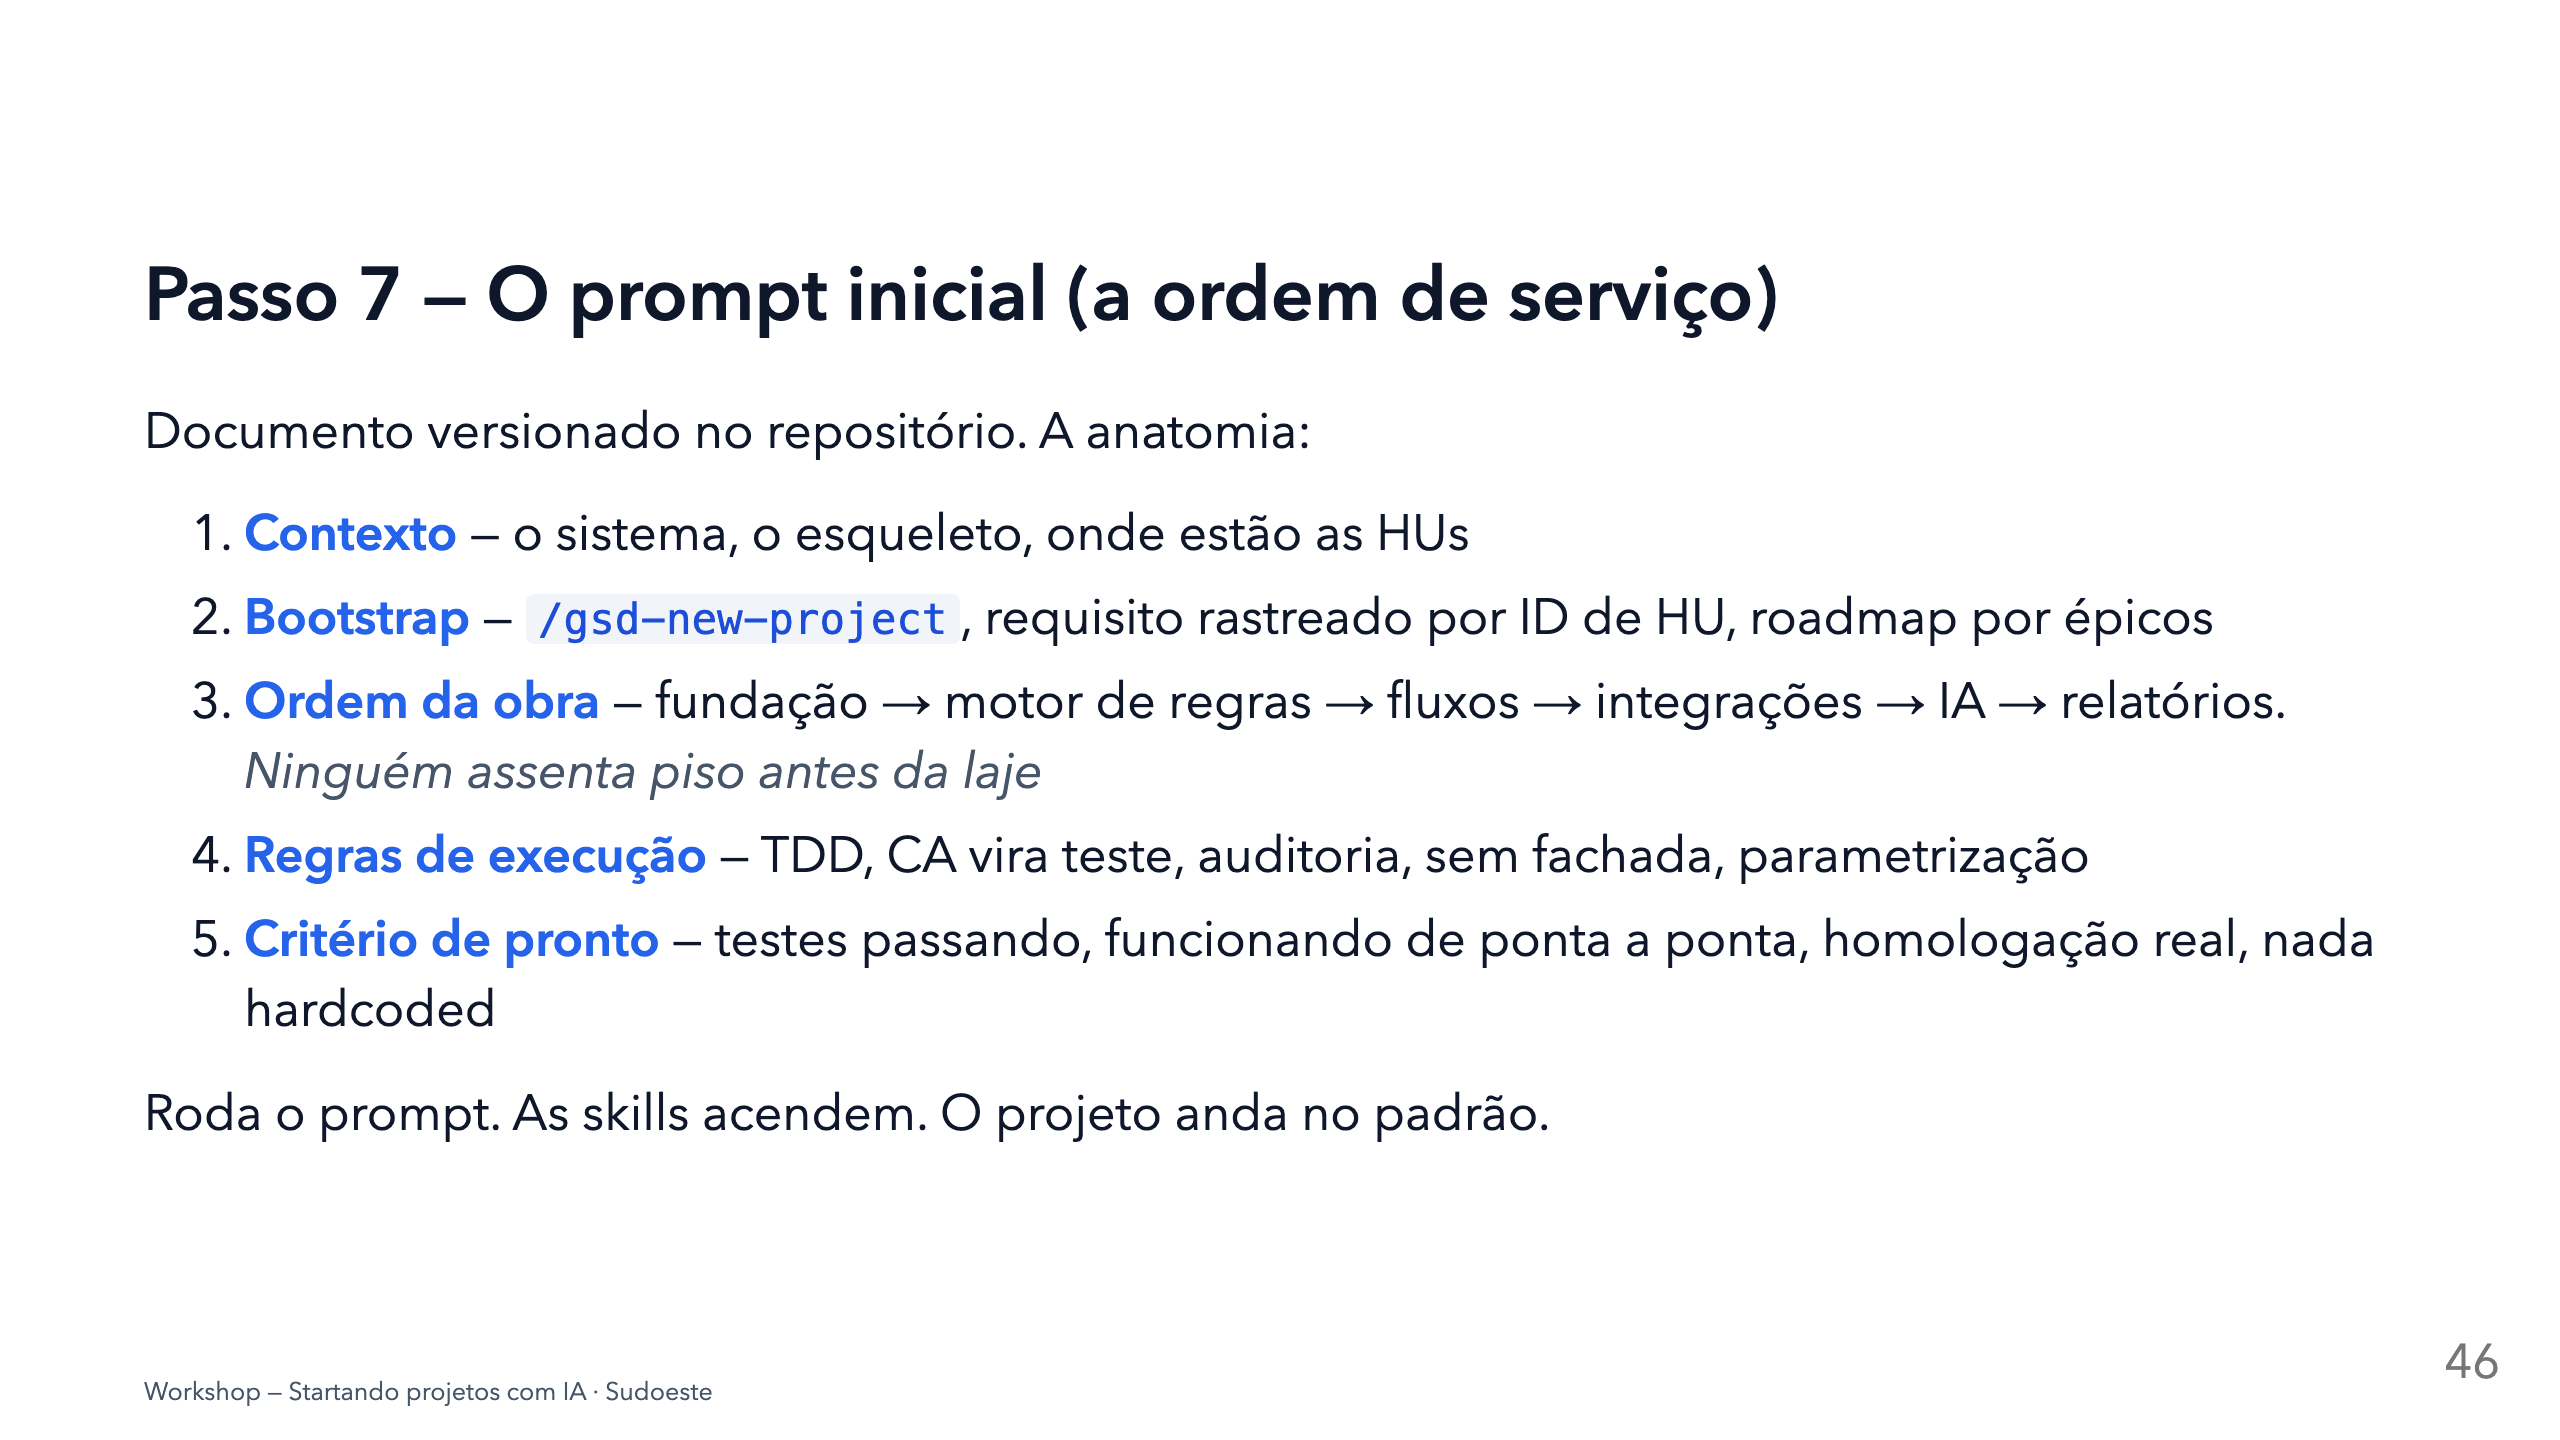 Passo 7 – O prompt inicial (a ordem de serviço)
Documento versionado no repositório. A anatomia:
1. Contexto – o sistema, o esqueleto, onde estão as HUs
2. Bootstrap – /gsd-new-project, requisito rastreado por ID de HU, roadmap por épicos
3. Ordem da obra – fundação → motor de regras → fluxos → integrações → IA → relatórios.
Ninguém assenta piso antes da laje
4. Regras de execução – TDD, CA vira teste, auditoria, sem fachada, parametrização
5. Critério de pronto – testes passando, funcionando de ponta a ponta, homologação real, nada
hardcoded
Roda o prompt. As skills acendem. O projeto anda no padrão.
Workshop – Startando projetos com IA · Sudoeste
46